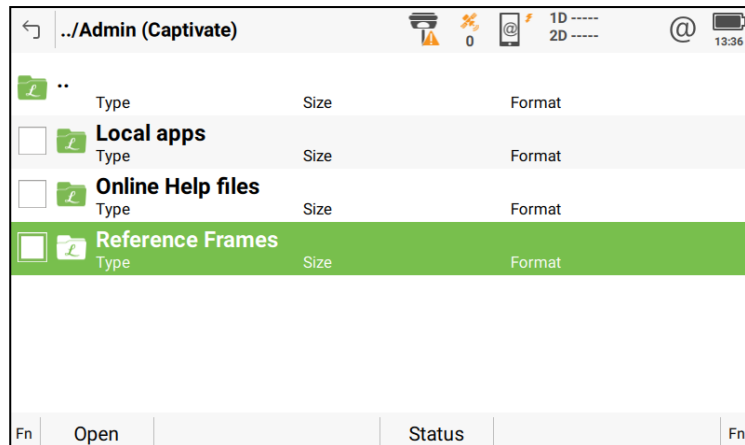 ../Admin (Captivate) 0 @ 1D ----- 2D ----- @ 13:36
..
Type Size Format
Local apps
Type Size Format
Online Help files
Type Size Format
Reference Frames
Type Size Format
Fn Open Status Fn